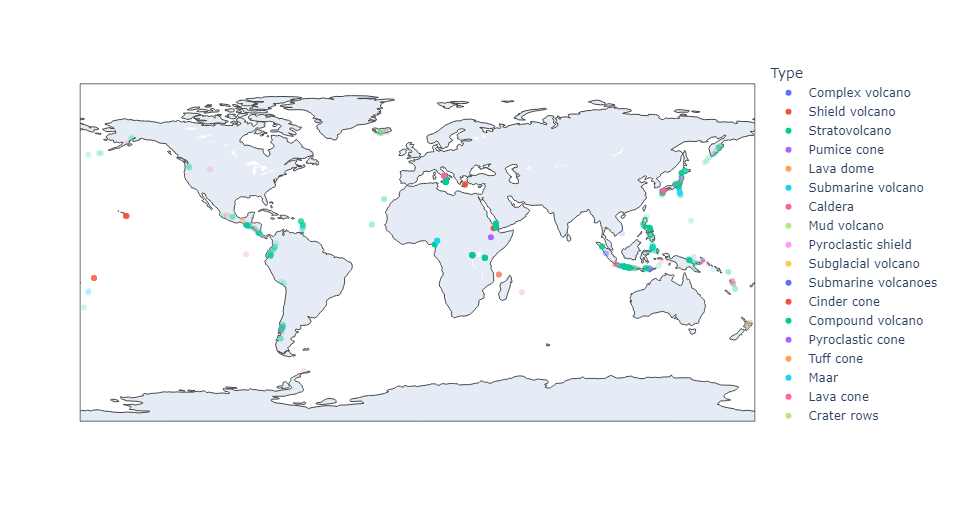 Type
Complex volcano
Shield volcano
Stratovolcano
Pumice cone
Lava dome
Submarine volcano
Caldera
Mud volcano
Pyroclastic shield
Subglacial volcano
Submarine volcanoes
Cinder cone
Compound volcano
Pyroclastic cone
Tuff cone
Maar
Lava cone
Crater rows